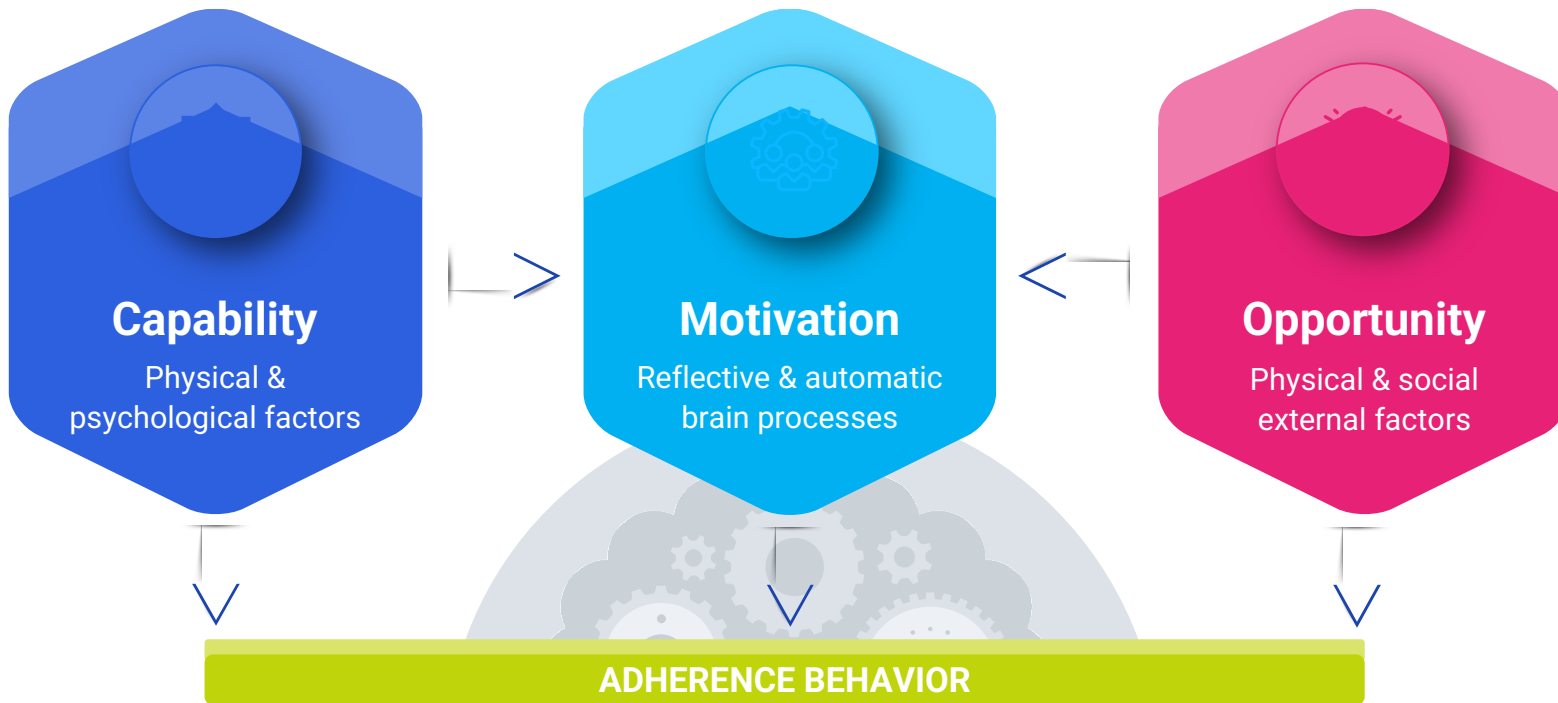 Capability
Physical &
psychological factors
Motivation
Reflective & automatic
brain processes
Opportunity
Physical & social
external factors
ADHERENCE BEHAVIOR